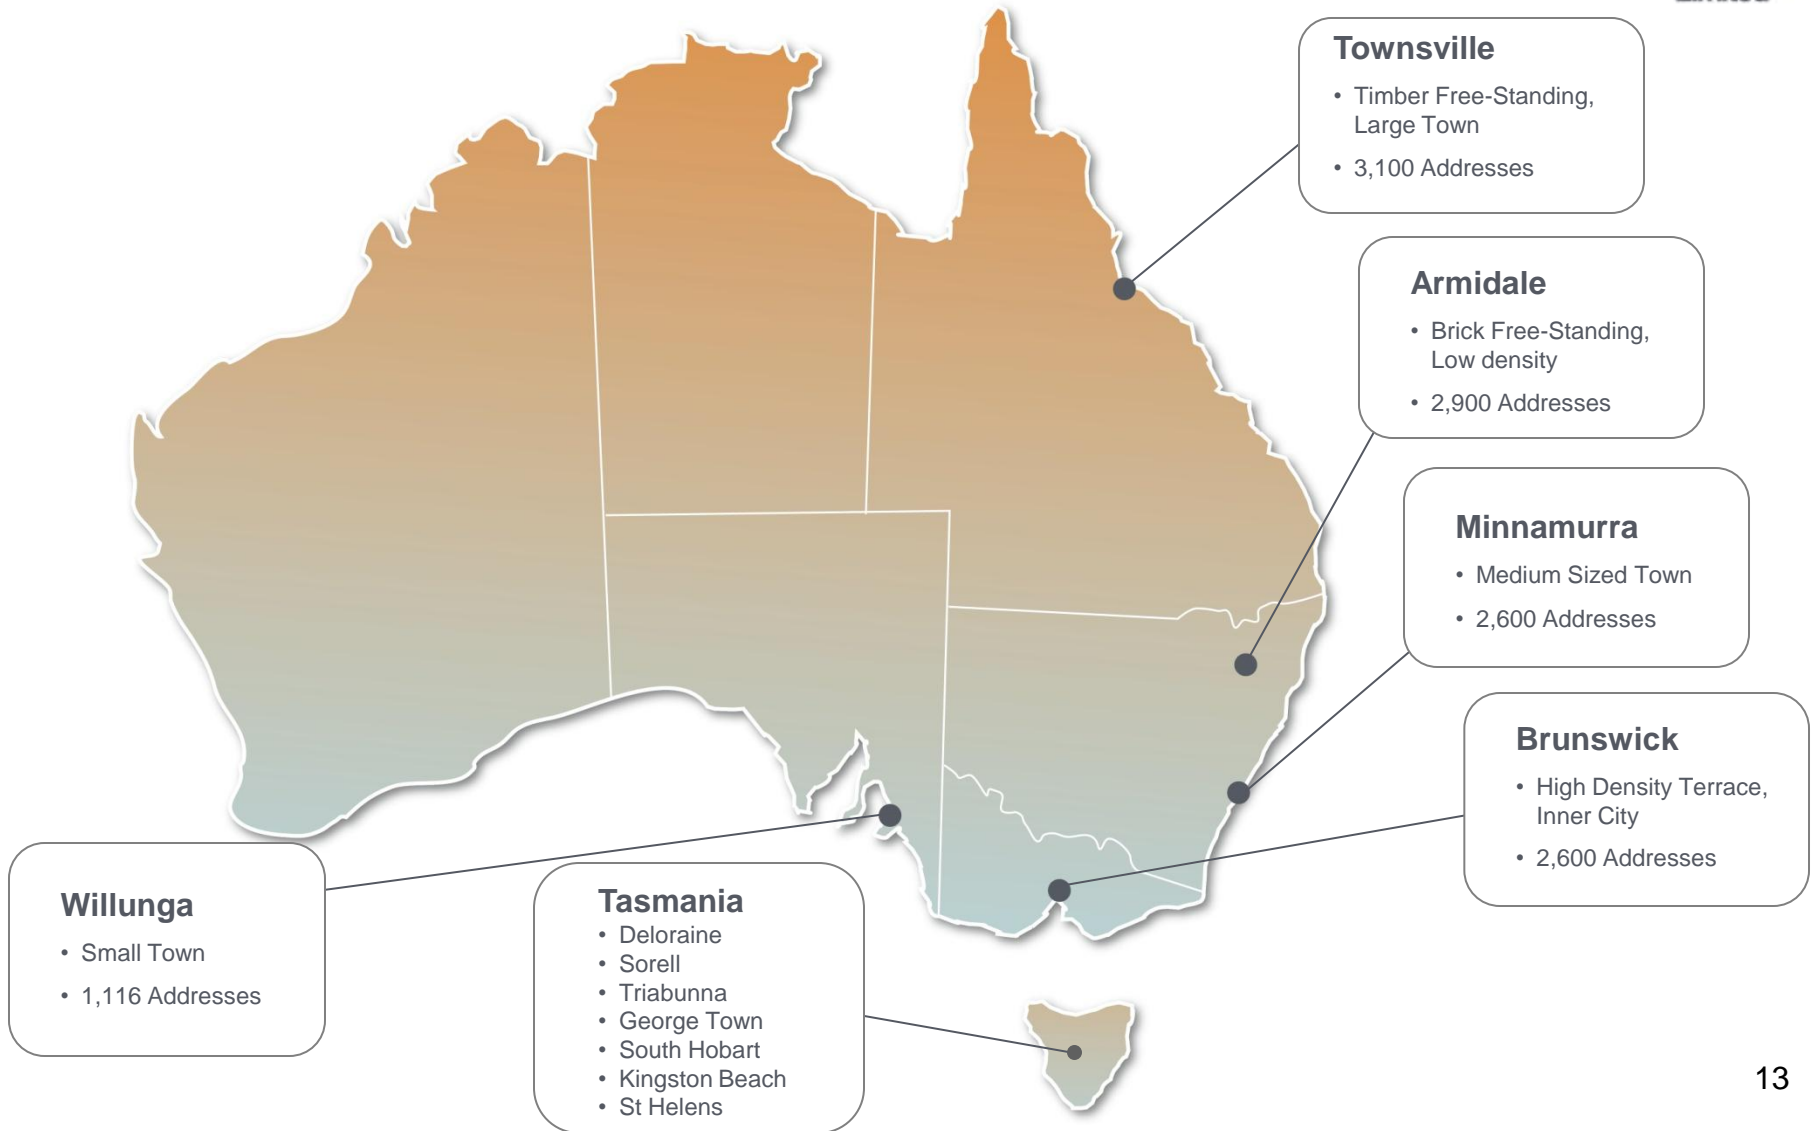 Townsville
• Timber Free-Standing,
Large Town
• 3,100 Addresses
Armidale
• Brick Free-Standing,
Low density
• 2,900 Addresses
Minnamurra
• Medium Sized Town
• 2,600 Addresses
Brunswick
• High Density Terrace,
Inner City
• 2,600 Addresses
Willunga
• Small Town
• 1,116 Addresses
Tasmania
• Deloraine
• Sorell
• Triabunna
• George Town
• South Hobart
• Kingston Beach
• St Helens
13